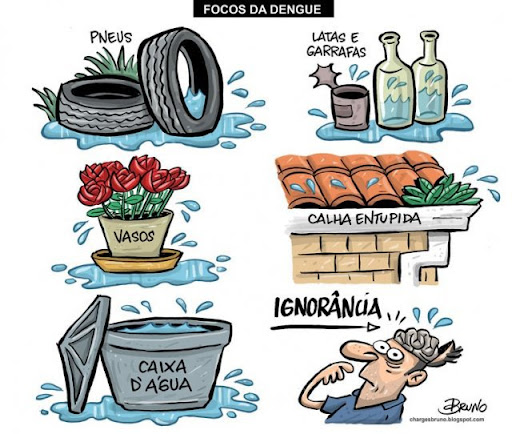 FOCOS DA DENGUE
PNEUS
LATAS E
GARRAFAS
VASOS
CALHA ENTUPIDA
CAIXA
D'ÁGUA
IGNORÂNCIA
BRUNO
chargesbruno.blogspot.com